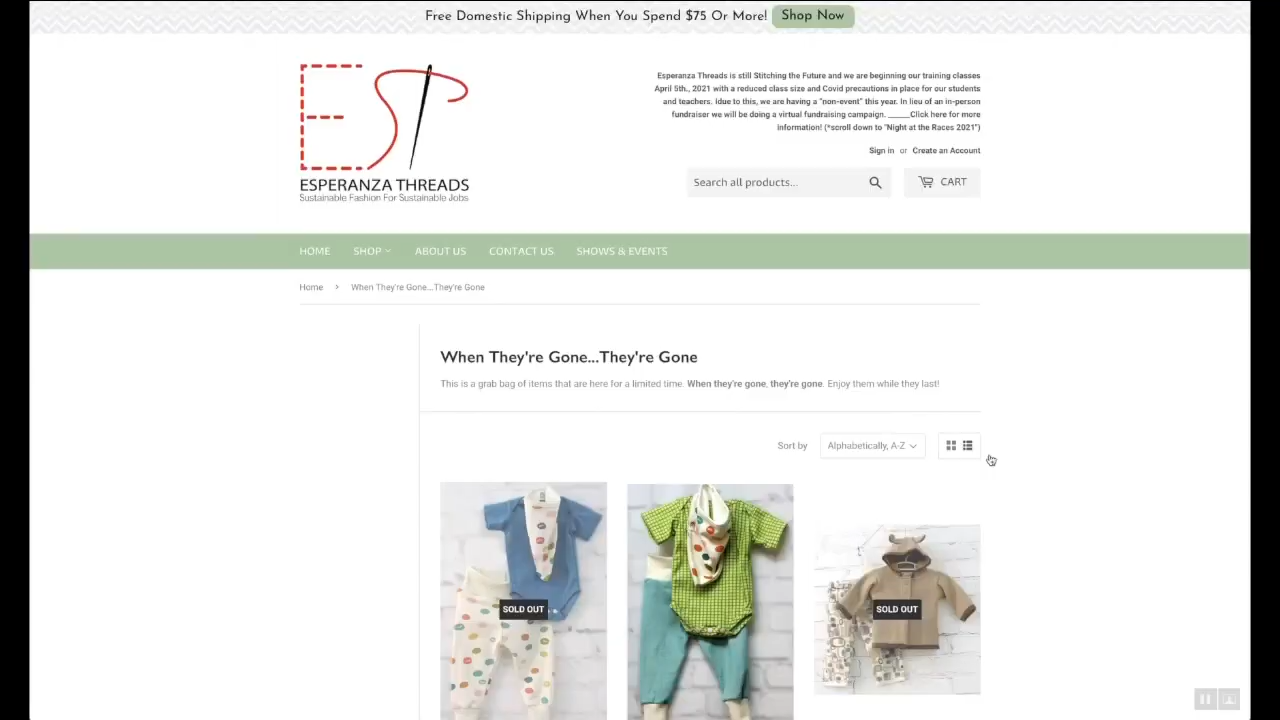 Free Domestic Shipping When You Spend $75 Or More! Shop Now
EST
ESPERANZA THREADS
Sustainable Fashion For Sustainable Jobs
Esperanza Threads is still Stitching the Future and we are beginning our training classes
April 5th., 2021 with a reduced class size and Covid precautions in place for our students
and teachers. Idue to this, we are having a "non-event" this year. In lieu of an in-person
fundraiser we will be doing a virtual fundraising campaign. _____Click here for more
information! (*scroll down to "Night at the Races 2021")
Sign in or Create an Account
Search all products...
CART
HOME SHOP ABOUT US CONTACT US SHOWS & EVENTS
Home › When They're Gone...They're Gone
When They're Gone...They're Gone
This is a grab bag of items that are here for a limited time. When they're gone, they're gone. Enjoy them while they last!
Sort by Alphabetically, A-Z
SOLD OUT
SOLD OUT